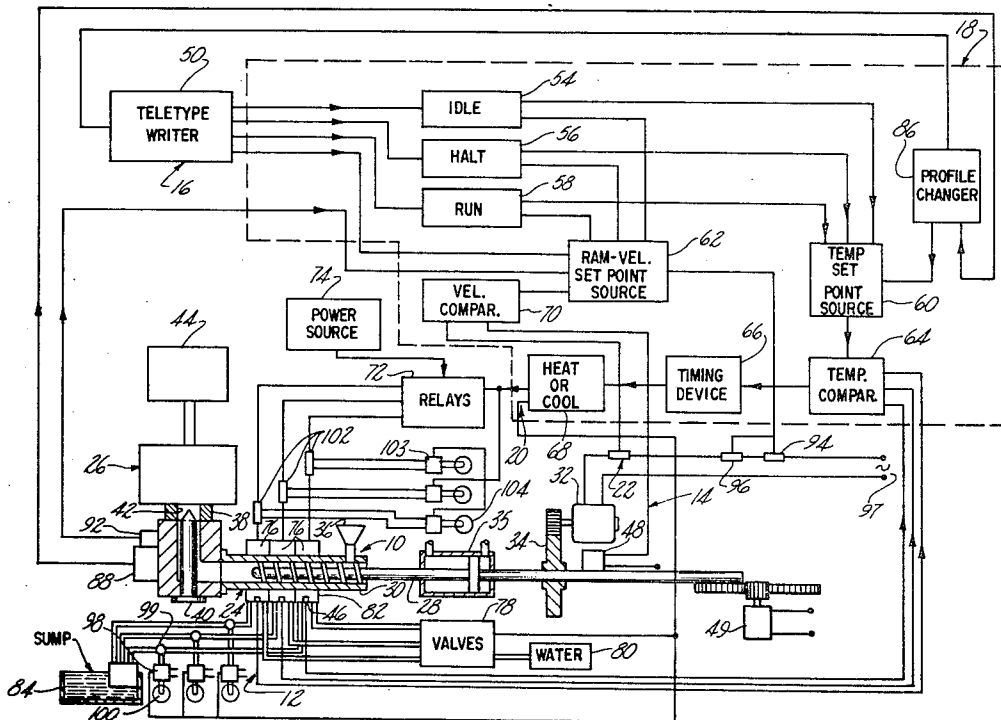 18
50
TELETYPE
WRITER
16
54
IDLE
56
HALT
58
RUN
86
PROFILE
CHANGER
62
RAM-VEL.
SET POINT
SOURCE
TEMP
SET
POINT
SOURCE
60
74
POWER
SOURCE
VEL.
COMPAR.
70
44
72
RELAYS
HEAT
OR
COOL
68
20
66
TIMING
DEVICE
64
TEMP.
COMPAR.
102
103
26
32
22
96
94
97
104
14
42
38
92
88
76
76
36
10
35
34
48
40
24
30
28
82
46
78
VALVES
WATER
80
49
99
98
SUMP
84
100
12